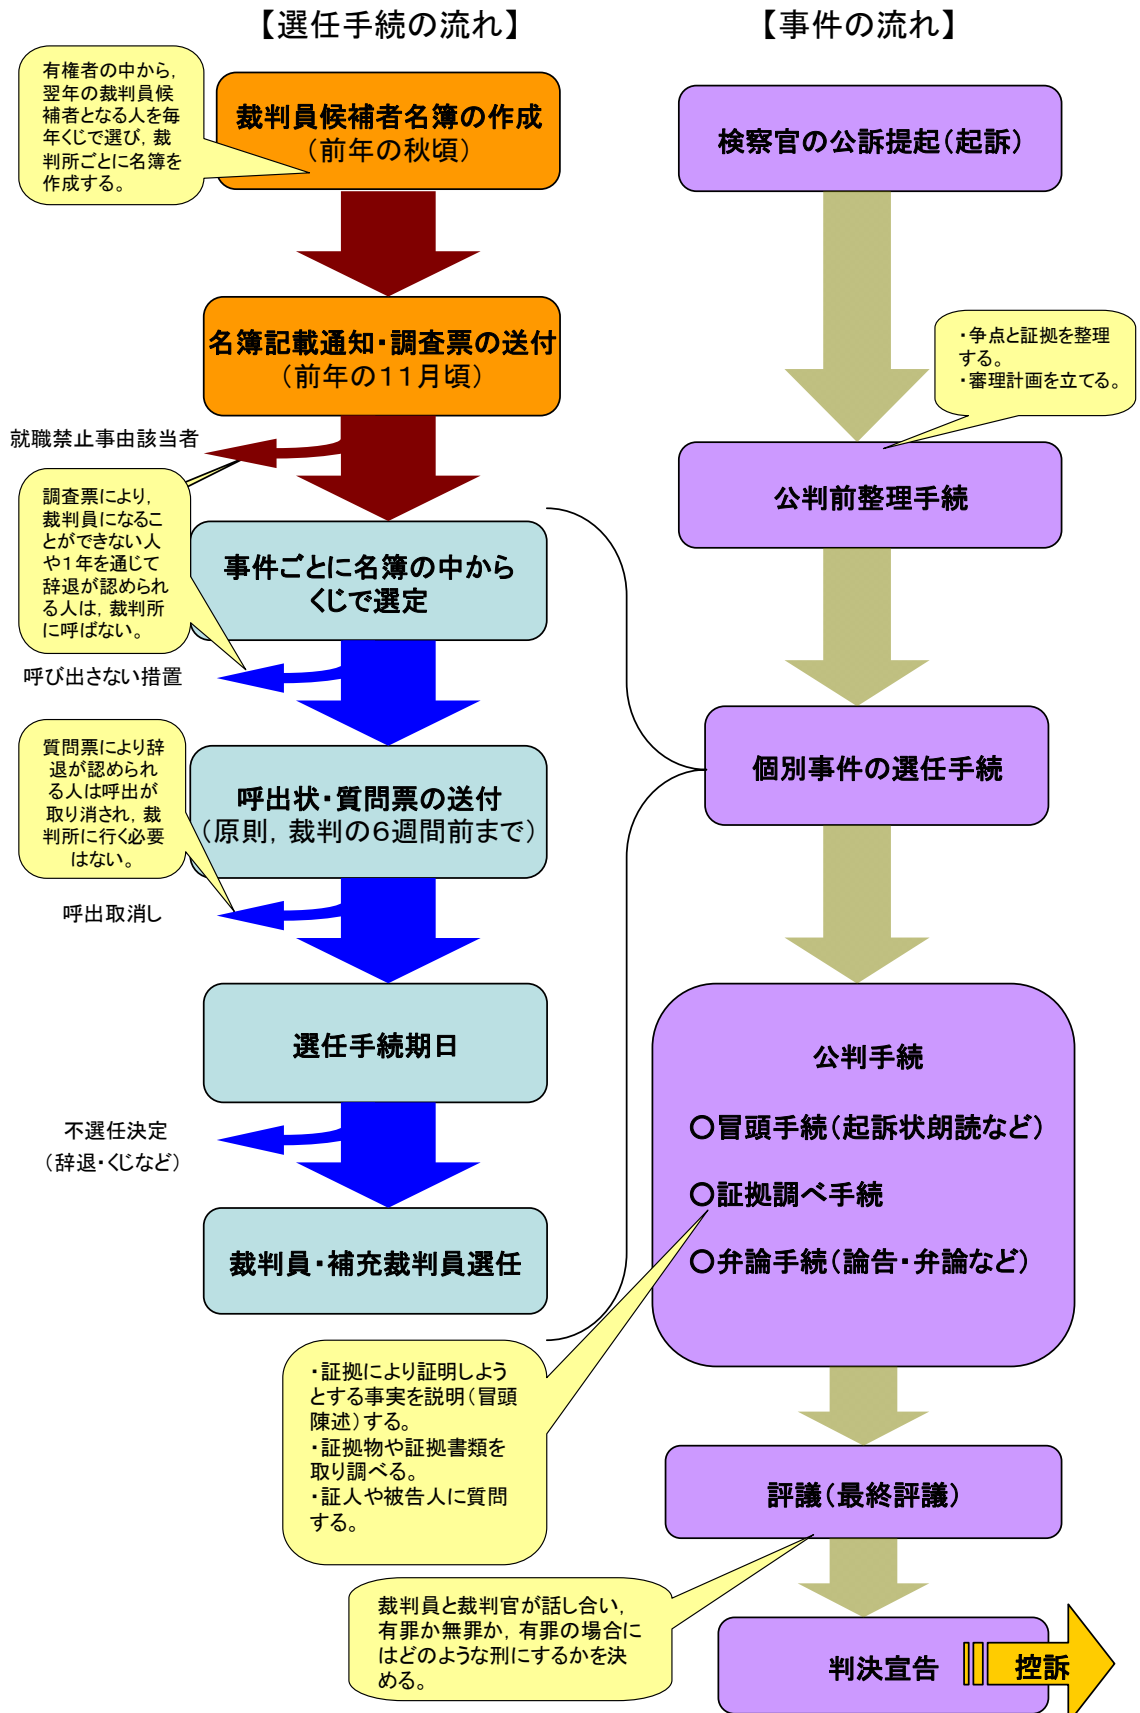 【選任手続の流れ】
【事件の流れ】
有権者の中から，
翌年の裁判員候
補者となる人を毎
年くじで選び，裁
判所ごとに名簿を
作成する。
裁判員候補者名簿の作成
（前年の秋頃）
名簿記載通知・調査票の送付
（前年の１１月頃）
就職禁止事由該当者
調査票により，
裁判員になるこ
とができない人
や１年を通じて
辞退が認められ
る人は，裁判所
に呼ばない。
事件ごとに名簿の中から
くじで選定
呼び出さない措置
質問票により辞
退が認められ
る人は呼出が
取り消され，裁
判所に行く必要
はない。
呼出状・質問票の送付
（原則，裁判の６週間前まで）
呼出取消し
選任手続期日
不選任決定
（辞退・くじなど）
裁判員・補充裁判員選任
検察官の公訴提起（起訴）
・争点と証拠を整理
する。
・審理計画を立てる。
公判前整理手続
個別事件の選任手続
公判手続
○冒頭手続（起訴状朗読など）
○証拠調べ手続
○弁論手続（論告・弁論など）
・証拠により証明しよう
とする事実を説明（冒頭
陳述）する。
・証拠物や証拠書類を
取り調べる。
・証人や被告人に質問
する。
評議（最終評議）
裁判員と裁判官が話し合い，
有罪か無罪か，有罪の場合に
はどのような刑にするかを決
める。
判決宣告
控訴